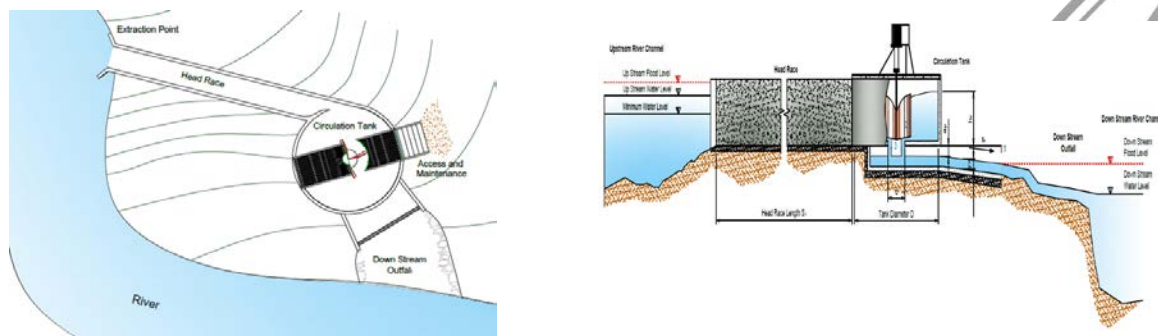 Extraction Point
Head Race
Circulation Tank
Access and
Maintenance
Down Stream
Outfall
River
Upstream River Channel
Head Race
Circulation Tank
Up Stream Flood Level
Up Stream Water Level
Minimum Water Level
Down Stream River Chann
Down Stream
Outfall
Down Stream
Flood Level
Down Stream
Water Level
Head Race Length
Tank Diameter D